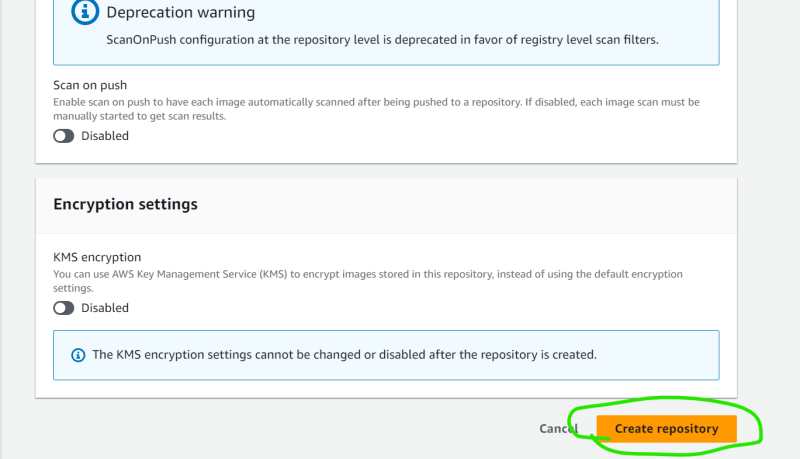 Deprecation warning
ScanOnPush configuration at the repository level is deprecated in favor of registry level scan filters.
Scan on push
Enable scan on push to have each image automatically scanned after being pushed to a repository. If disabled, each image scan must be
manually started to get scan results.
Disabled
Encryption settings
KMS encryption
You can use AWS Key Management Service (KMS) to encrypt images stored in this repository, instead of using the default encryption
settings.
Disabled
The KMS encryption settings cannot be changed or disabled after the repository is created.
Cancel Create repository